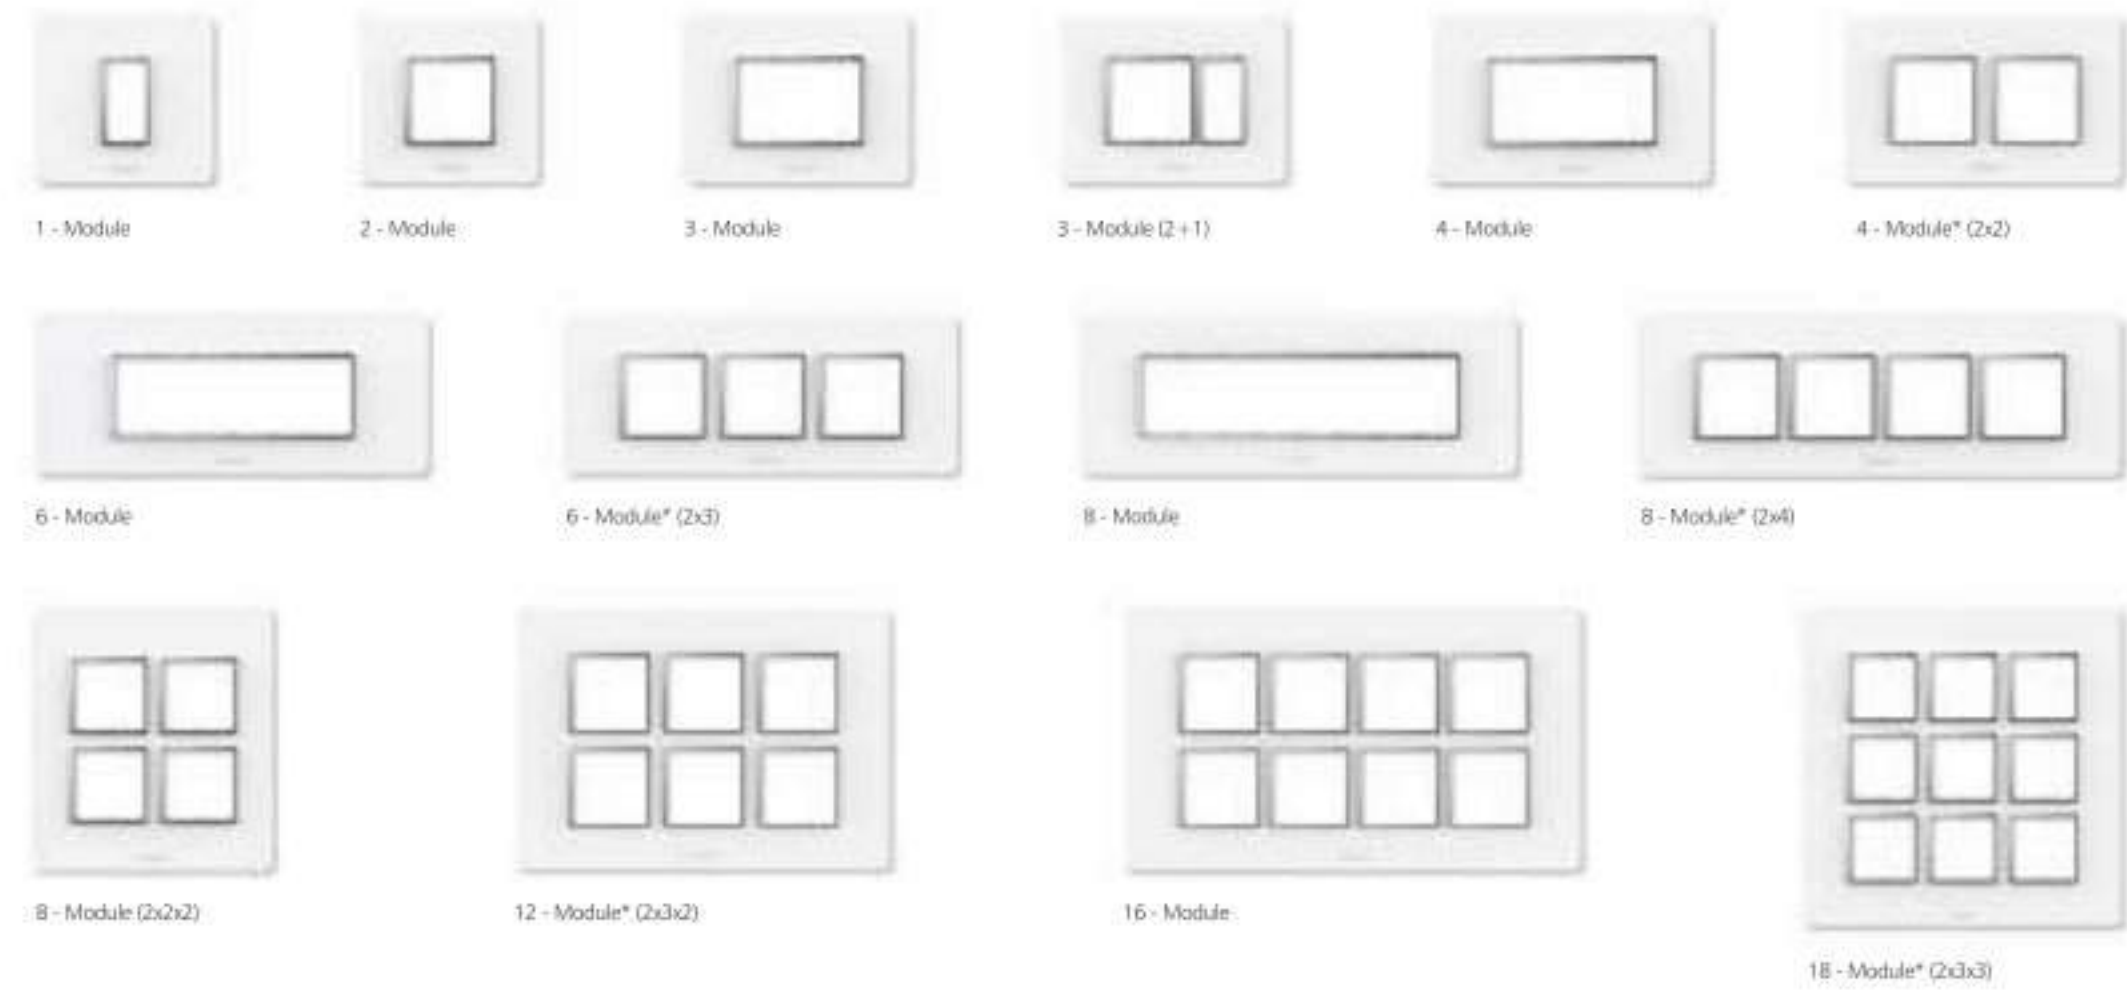 1 - Module
2 - Module
3 - Module
3 - Module (2+1)
4 - Module
4 - Module* (2x2)
6 - Module
6 - Module* (2x3)
8 - Module
8 - Module* (2x4)
8 - Module (2x2x2)
12 - Module* (2x3x2)
16 - Module
18 - Module* (2x3x3)